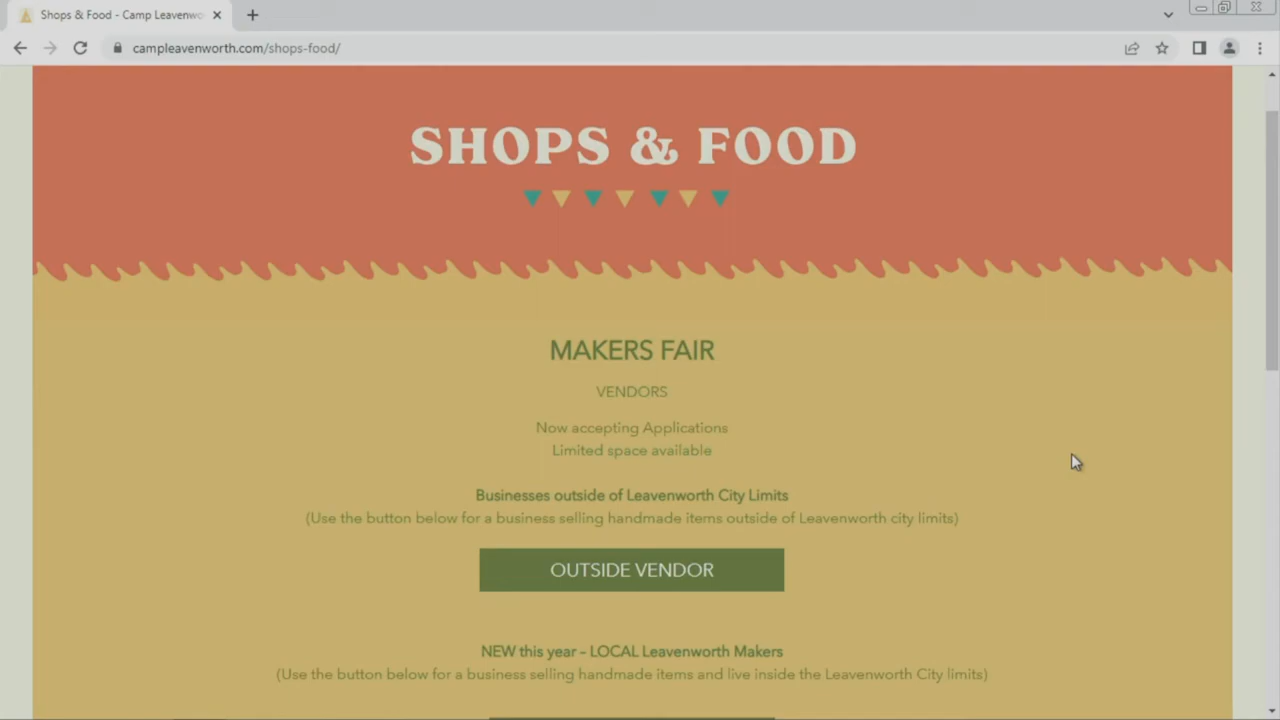 Shops & Food - Camp Leavenwo
campleavenworth.com/shops-food/
SHOPS & FOOD
MAKERS FAIR
VENDORS
Now accepting Applications
Limited space available
Businesses outside of Leavenworth City Limits
(Use the button below for a business selling handmade items outside of Leavenworth city limits)
OUTSIDE VENDOR
NEW this year – LOCAL Leavenworth Makers
(Use the button below for a business selling handmade items and live inside the Leavenworth City limits)